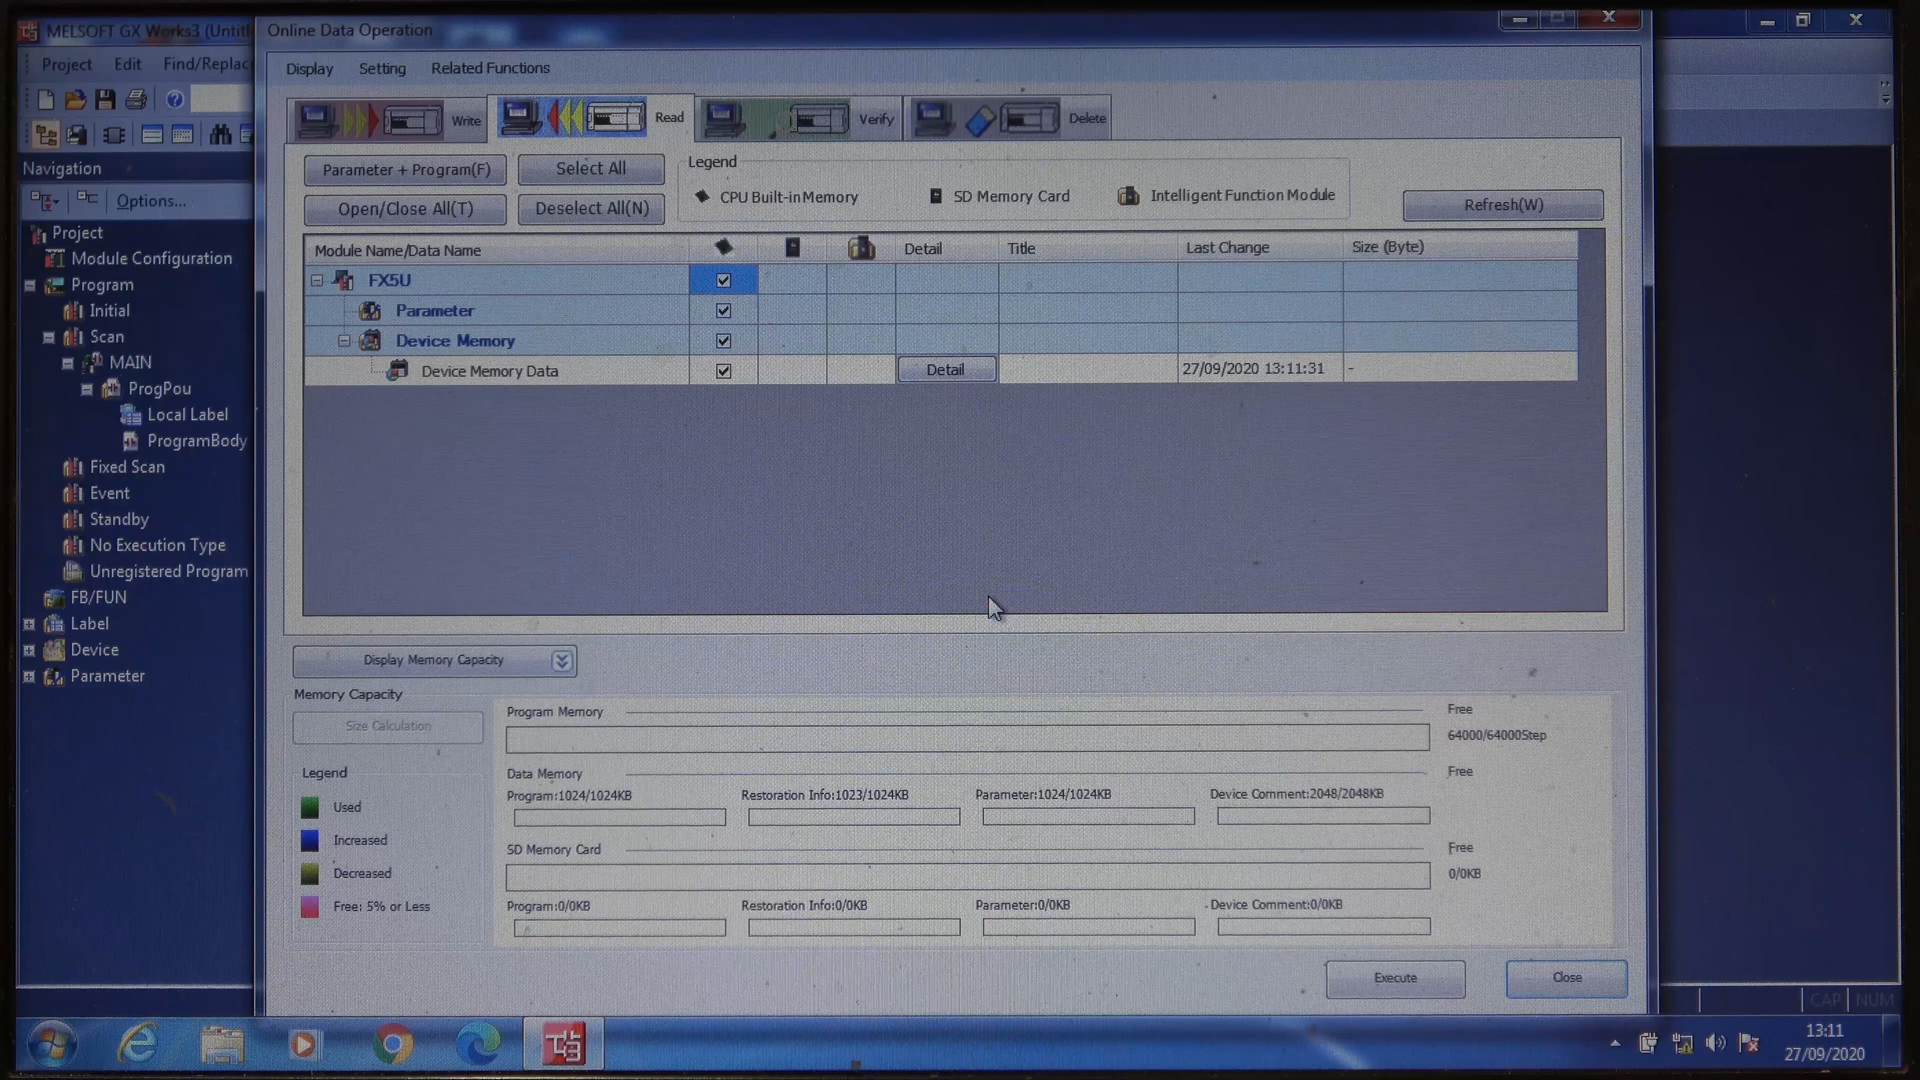 MELSOFT GX Works3 (Untitl
Online Data Operation
Project Edit Find/Replac
Display Setting Related Functions
Write
Read
Verify
Delete
Navigation
Options...
Parameter + Program(F)
Select All
Open/Close All(T)
Deselect All(N)
Legend
CPU Built-in Memory
SD Memory Card
Intelligent Function Module
Refresh(W)
Module Name/Data Name Detail Title Last Change Size (Byte)
FX5U
Parameter
Device Memory
Device Memory Data Detail 27/09/2020 13:11:31 -
Project
Module Configuration
Program
Initial
Scan
MAIN
ProgPou
Local Label
ProgramBody
Fixed Scan
Event
Standby
No Execution Type
Unregistered Program
FB/FUN
Label
Device
Parameter
Display Memory Capacity
Memory Capacity
Size Calculation
Legend
Used
Increased
Decreased
Free: 5% or Less
Program Memory Free
64000/64000Step
Data Memory Free
Program:1024/1024KB Restoration Info:1023/1024KB Parameter:1024/1024KB Device Comment:2048/2048KB
SD Memory Card Free
0/0KB
Program:0/0KB Restoration Info:0/0KB Parameter:0/0KB Device Comment:0/0KB
Execute
Close
CAP NUM
13:11
27/09/2020